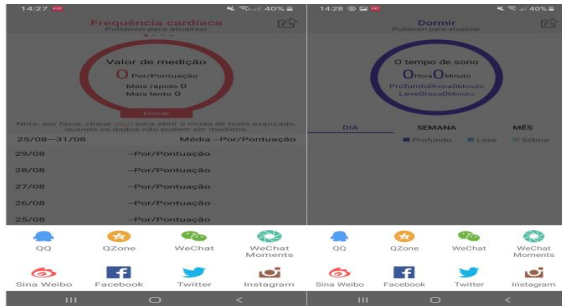 14:27
40%
Frequência cardíaca
Pulldown para atualizar
Valor de medição
0 Por/Pontuação
Mais rápido 0
Mais lento 0
Iniciar
Nota: por favor, clique para abrir o modo de teste avançado,
quando os dados não podem ser medidos.
25/08—31/08 Média --Por/Pontuação
29/08 --Por/Pontuação
28/08 --Por/Pontuação
27/08 --Por/Pontuação
26/08 --Por/Pontuação
25/08 --Por/Pontuação
QQ QZone WeChat WeChat Moments
Sina Weibo Facebook Twitter Instagram
14:28
40%
Dormir
Pulldown para atualizar
O tempo de sono
0Hora0Minuto
Profundo0Hora0Minuto
Leve0Hora0Minuto
DIA SEMANA MÊS
Profundo Leve Sóbrio
QQ QZone WeChat WeChat Moments
Sina Weibo Facebook Twitter Instagram